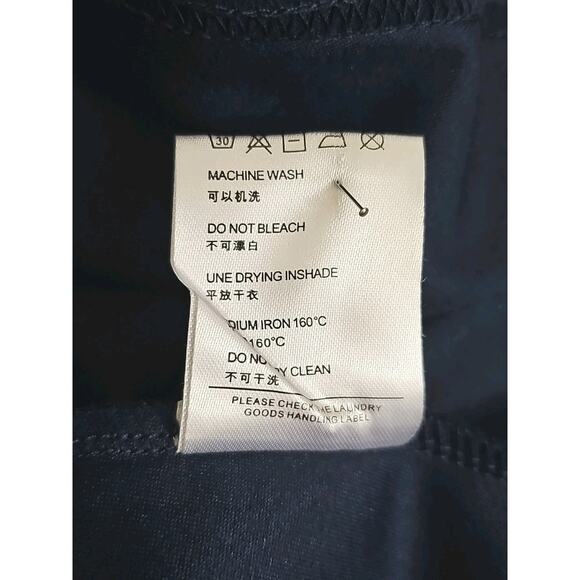 30
MACHINE WASH
可以机洗
DO NOT BLEACH
不可漂白
UNE DRYING INSHADE
平放干衣
DIUM IRON 160°C
160°C
DO NO Y CLEAN
不可干洗
PLEASE CHECK LAUNDRY
GOODS HANDLING LABEL